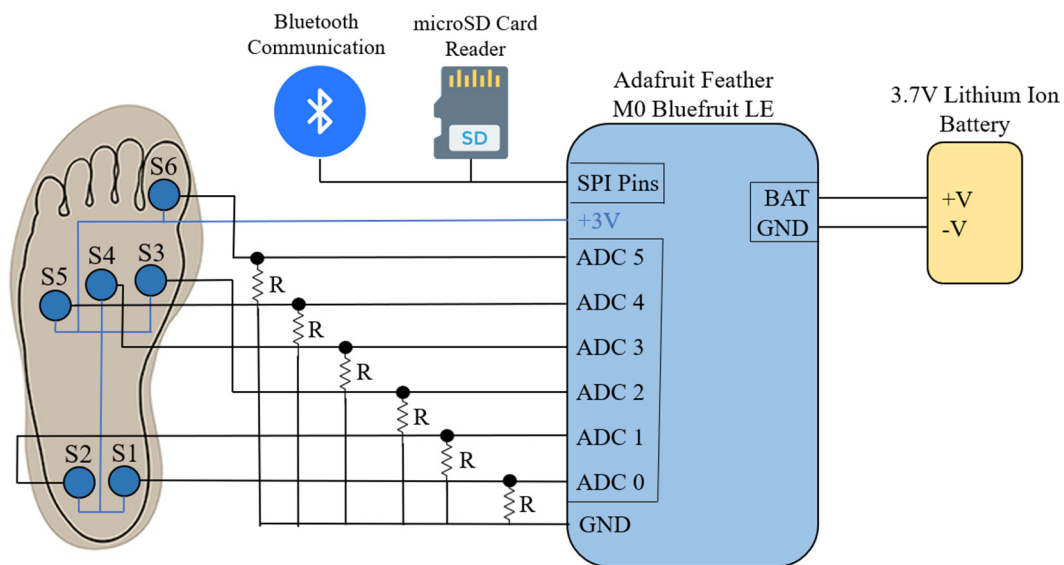 Bluetooth
Communication
microSD Card
Reader
SD
Adafruit Feather
M0 Bluefruit LE
3.7V Lithium Ion
Battery
S6
S5
S4
S3
S2
S1
R
R
R
R
R
R
SPI Pins
+3V
ADC 5
ADC 4
ADC 3
ADC 2
ADC 1
ADC 0
GND
BAT
GND
+V
-V